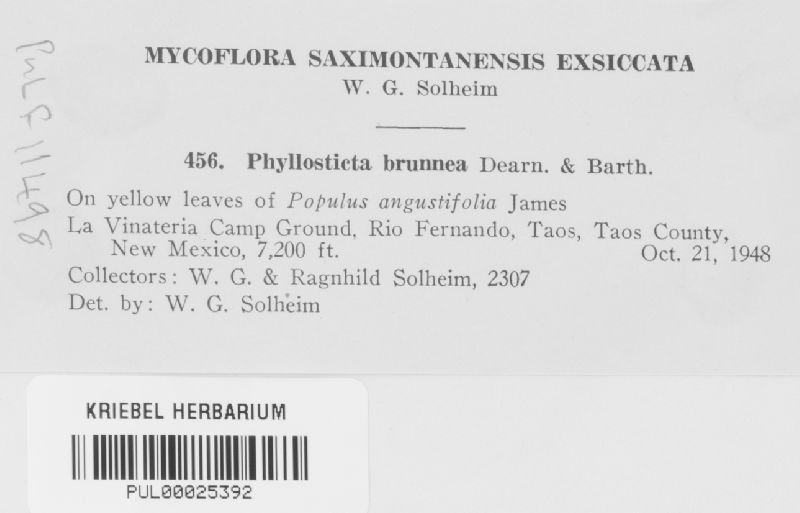 MYCOFLORA SAXIMONTANENSIS EXSICCATA
W. G. Solheim
456. Phyllosticta brunnea Dearn. & Barth.
On yellow leaves of Populus angustifolia James
La Vinateria Camp Ground, Rio Fernando, Taos, Taos County,
New Mexico, 7,200 ft. Oct. 21, 1948
Collectors: W. G. & Ragnhild Solheim, 2307
Det. by: W. G. Solheim
PUL F11498
KRIEBEL HERBARIUM
PUL00025392